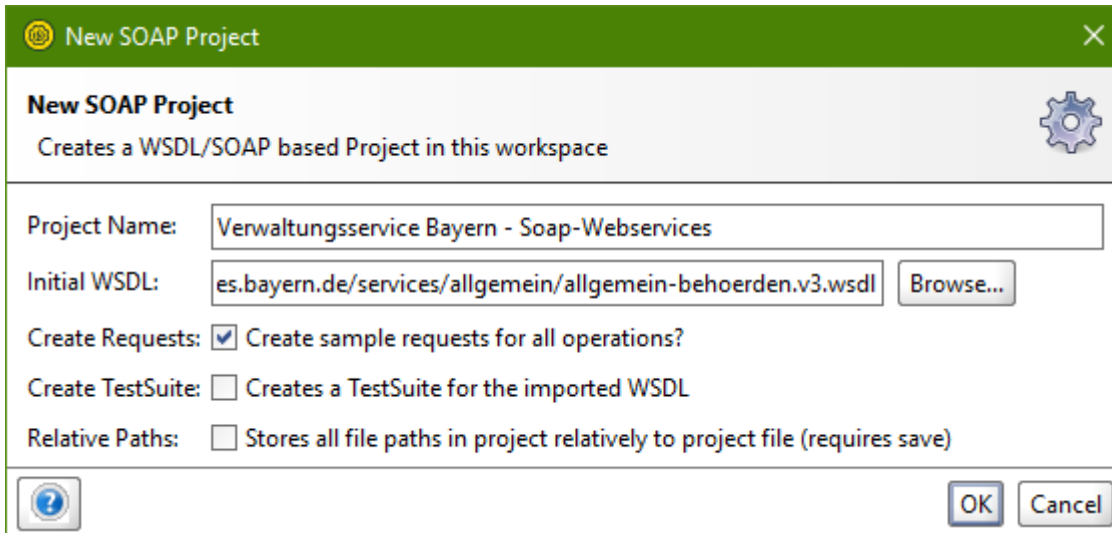 New SOAP Project
New SOAP Project
Creates a WSDL/SOAP based Project in this workspace
Project Name: Verwaltungsservice Bayern - Soap-Webservices
Initial WSDL: es.bayern.de/services/allgemein/allgemein-behoerden.v3.wsdl Browse...
Create Requests: Create sample requests for all operations?
Create TestSuite: Creates a TestSuite for the imported WSDL
Relative Paths: Stores all file paths in project relatively to project file (requires save)
? OK Cancel